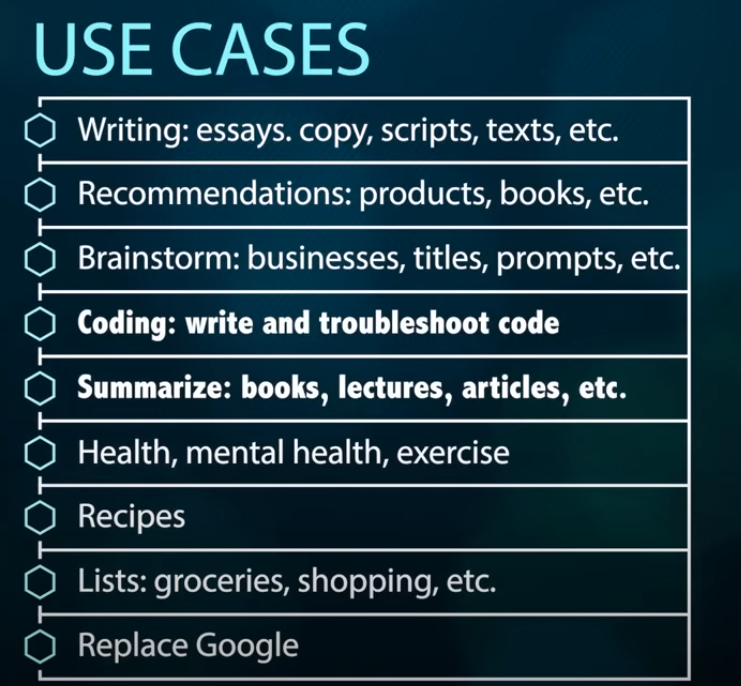 USE CASES
Writing: essays. copy, scripts, texts, etc.
Recommendations: products, books, etc.
Brainstorm: businesses, titles, prompts, etc.
Coding: write and troubleshoot code
Summarize: books, lectures, articles, etc.
Health, mental health, exercise
Recipes
Lists: groceries, shopping, etc.
Replace Google